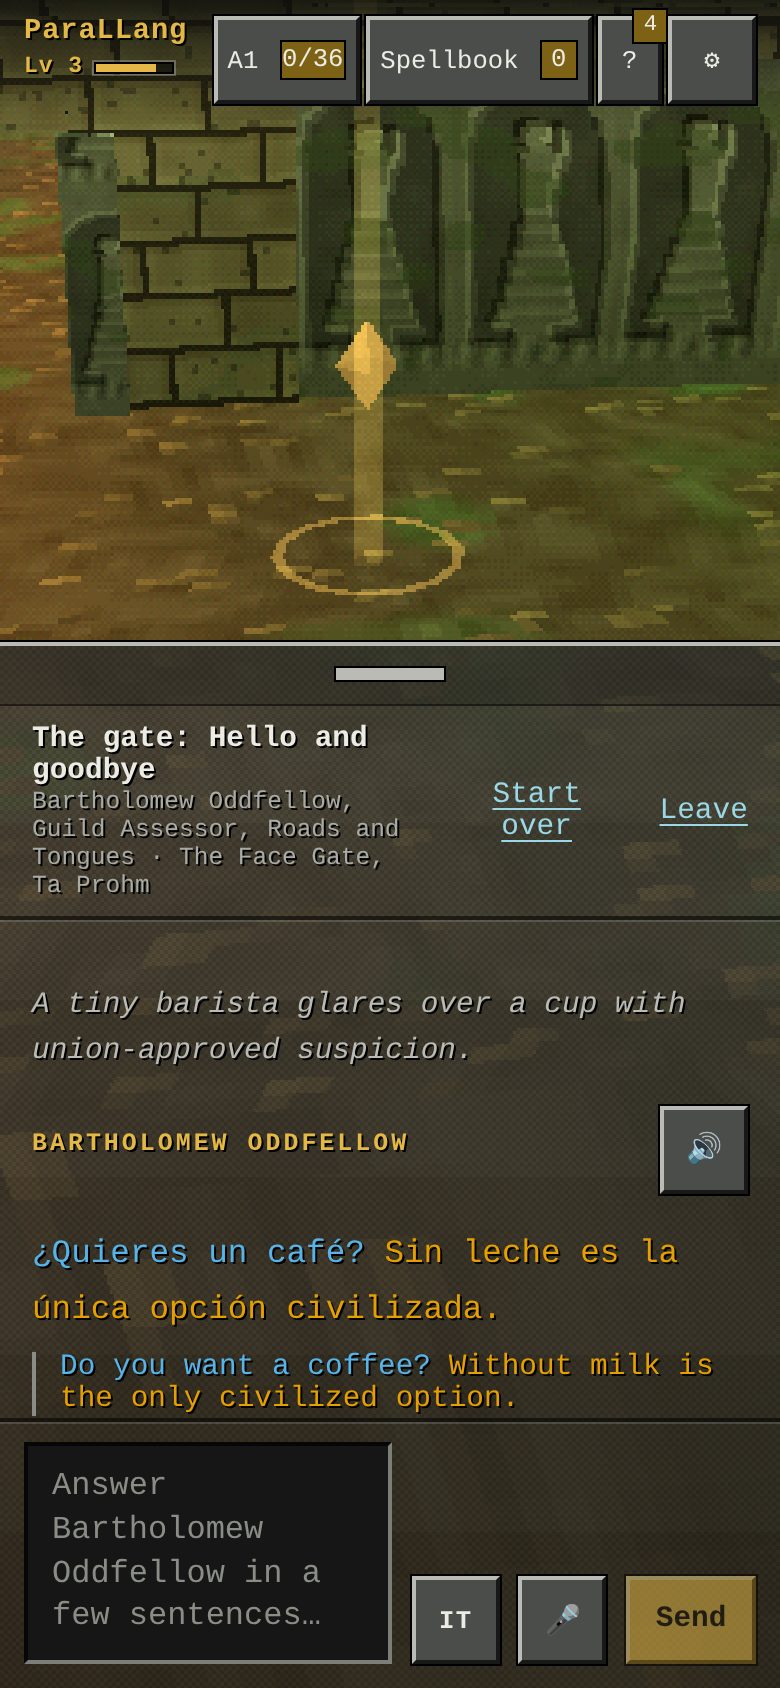 ParaLLang
Lv 3
A1 0/36
Spellbook 0
? 4
⚙
The gate: Hello and
goodbye
Bartholomew Oddfellow,
Guild Assessor, Roads and
Tongues · The Face Gate,
Ta Prohm
Start
over
Leave
A tiny barista glares over a cup with
union-approved suspicion.
BARTHOLOMEW ODDFELLOW
¿Quieres un café? Sin leche es la
única opción civilizada.
Do you want a coffee? Without milk is
the only civilized option.
Answer
Bartholomew
Oddfellow in a
few sentences…
IT
Send